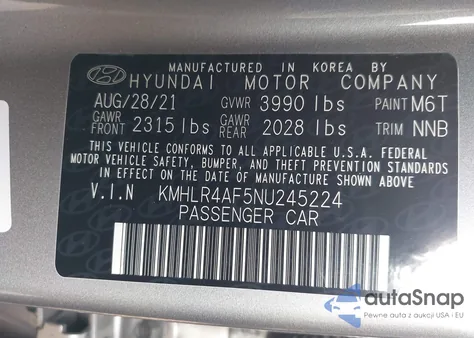 MANUFACTURED IN KOREA BY
HYUNDAI MOTOR COMPANY
AUG/28/21 GVWR 3990 lbs PAINT M6T
GAWR FRONT 2315 lbs GAWR REAR 2028 lbs TRIM NNB
THIS VEHICLE CONFORMS TO ALL APPLICABLE U.S.A. FEDERAL
MOTOR VEHICLE SAFETY, BUMPER, AND THEFT PREVENTION
STANDARDS IN EFFECT ON THE DATE OF MANUFACTURE SHOWN ABOVE
V.I.N KMHLR4AF5NU245224
PASSENGER CAR
autoSnap
Pewne auta z aukcji USA i EU